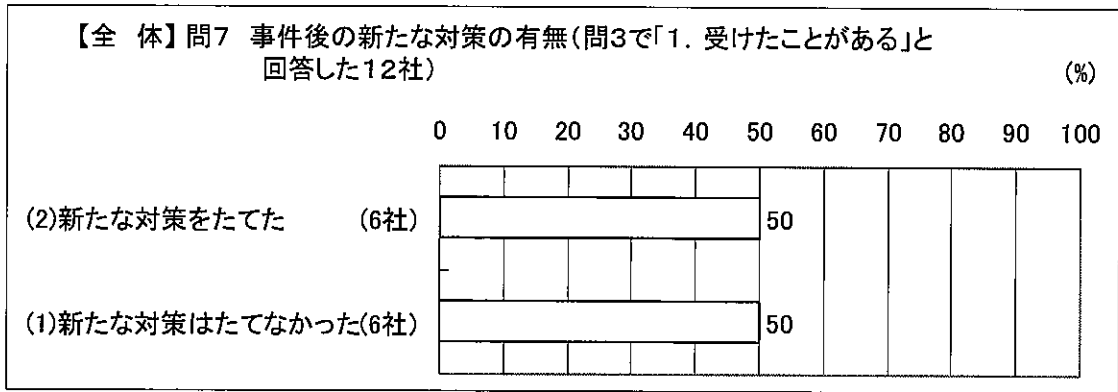 【全 体】問7 事件後の新たな対策の有無(問3で「1. 受けたことがある」と
回答した12社)
(%)
0 10 20 30 40 50 60 70 80 90 100
(2)新たな対策をたてた (6社) 50
(1)新たな対策はたてなかった(6社) 50